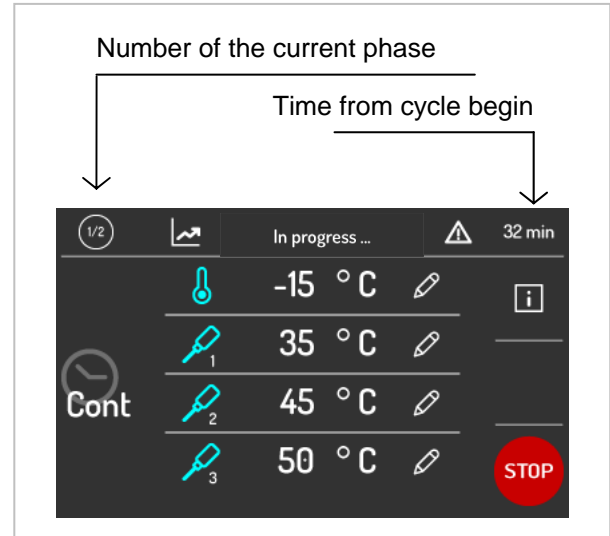 Number of the current phase
Time from cycle begin
1/2 In progress ... 32 min
-15 °C
i
1 35 °C
Cont
2 45 °C
3 50 °C
STOP